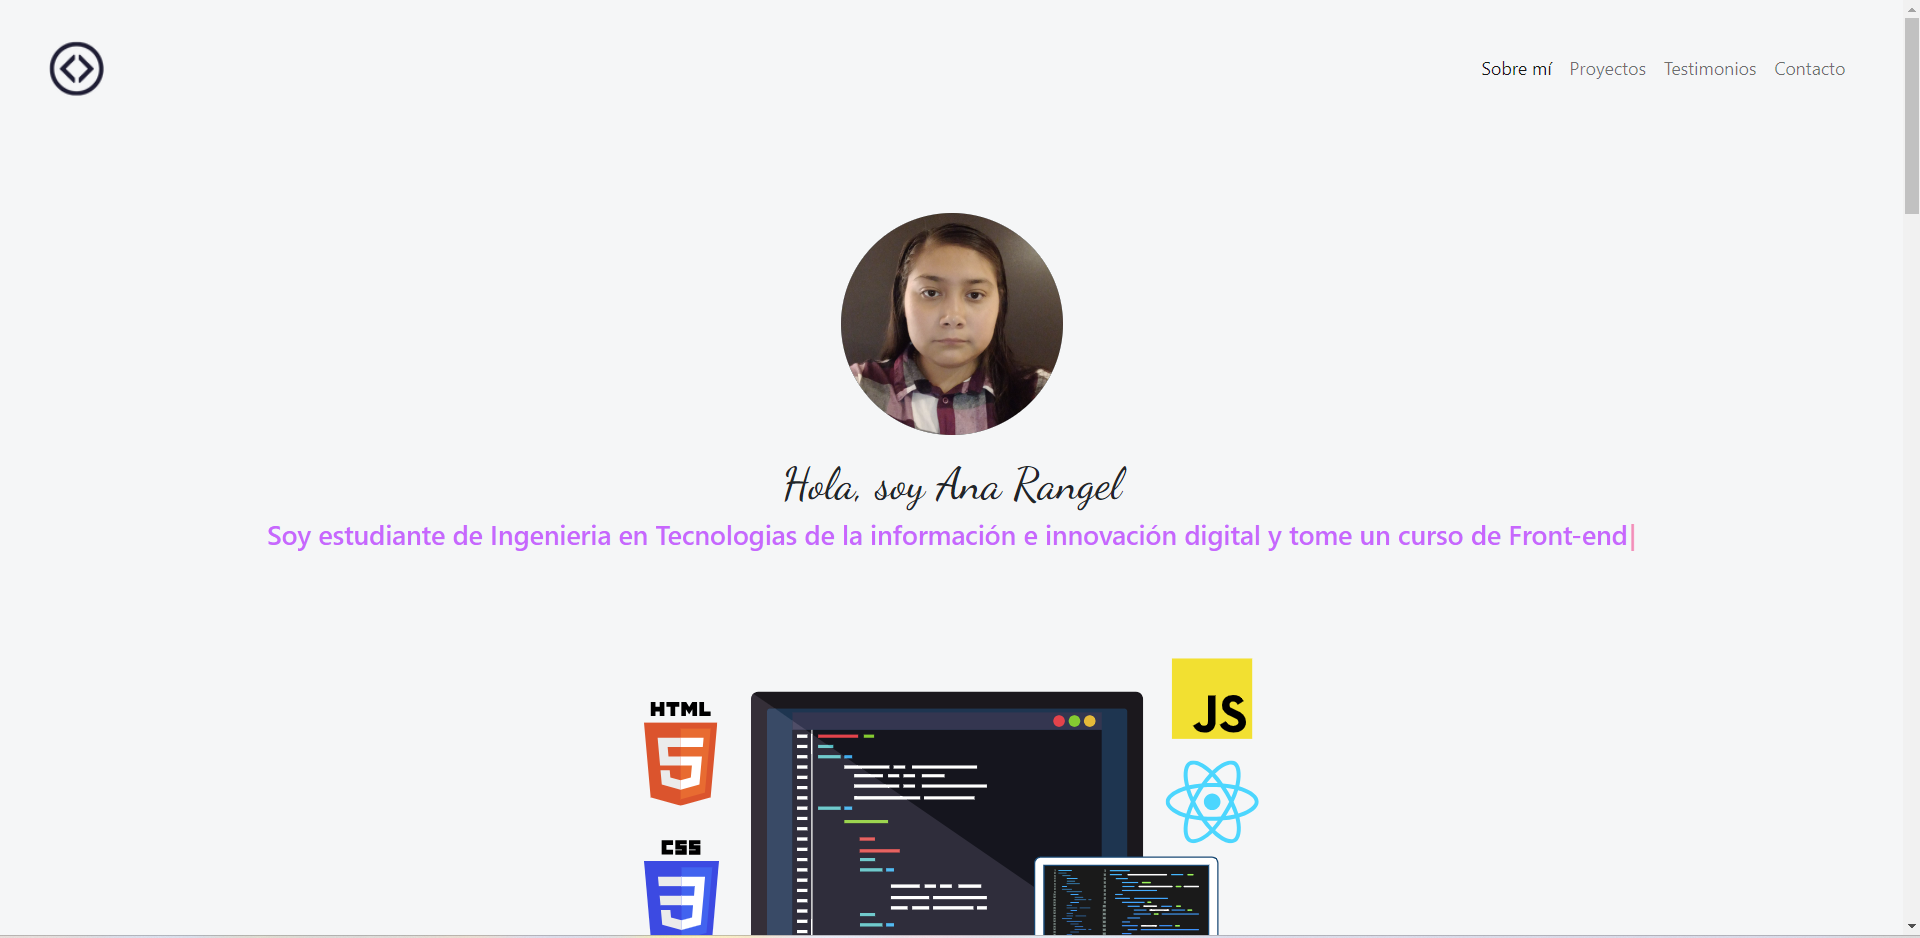 Sobre mí Proyectos Testimonios Contacto
Hola, soy Ana Rangel
Soy estudiante de Ingenieria en Tecnologias de la información e innovación digital y tome un curso de Front-end
JS
HTML
5
CSS
3